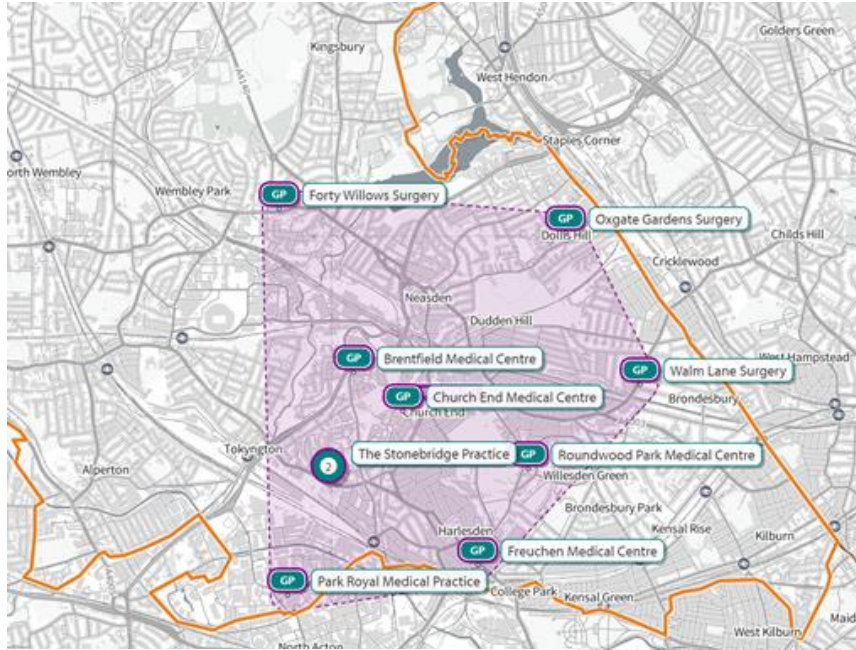 Golders Green
Kingsbury
West Hendon
A4140
Staples Corner
orth Wembley
Wembley Park
GP
Forty Willows Surgery
GP
Oxgate Gardens Surgery
Dollis Hill
Childs Hill
Cricklewood
Neasden
Dudden Hill
GP
Brentfield Medical Centre
West Hampstead
GP
Walm Lane Surgery
GP
Church End Medical Centre
Brondesbury
Church End
Tokyngton
2
The Stonebridge Practice
GP
Roundwood Park Medical Centre
Alperton
Willesden Green
Brondesbury Park
Kensal Rise
Kilburn
Harlesden
GP
Freuchen Medical Centre
GP
Park Royal Medical Practice
College Park
Kensal Green
Maid
West Kilburn
North Acton